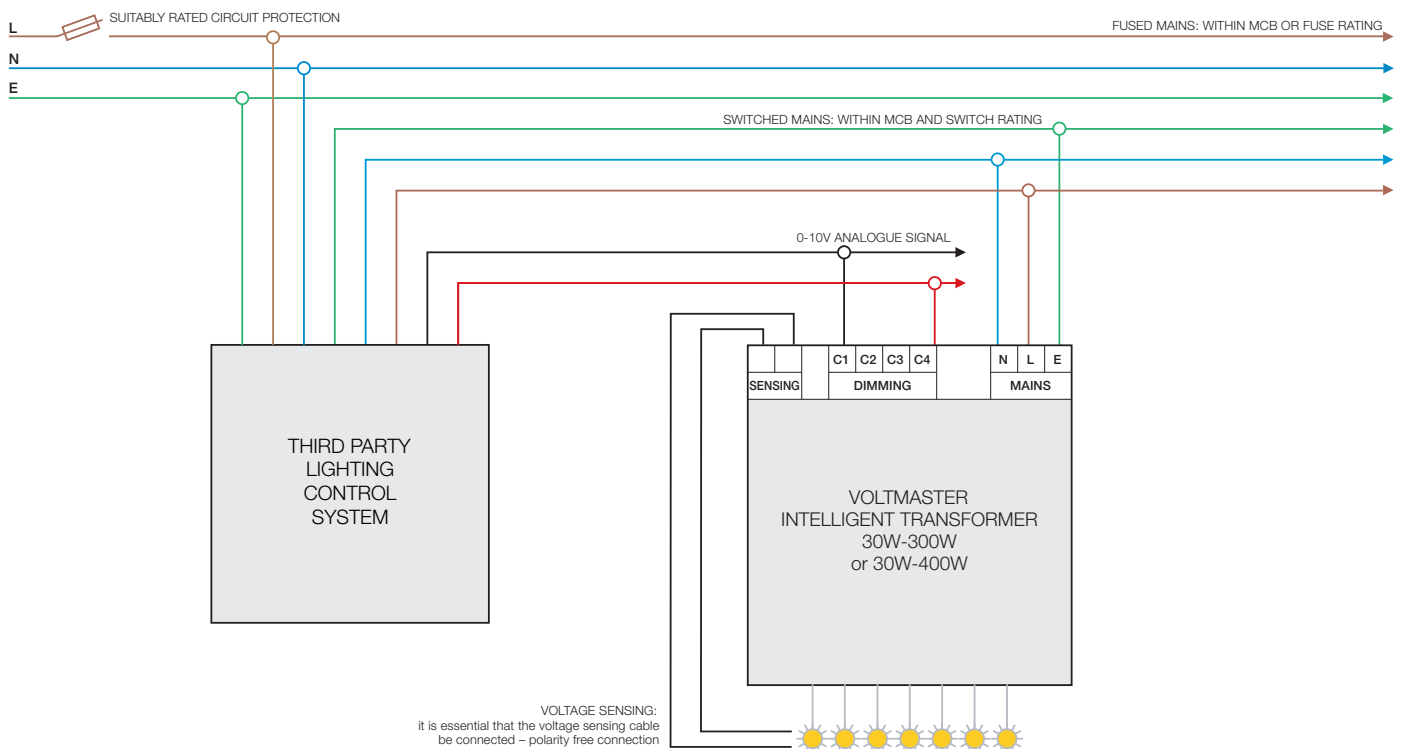 L
SUITABLY RATED CIRCUIT PROTECTION
FUSED MAINS: WITHIN MCB OR FUSE RATING
N
E
SWITCHED MAINS: WITHIN MCB AND SWITCH RATING
0-10V ANALOGUE SIGNAL
C1 C2 C3 C4 N L E
SENSING DIMMING MAINS
THIRD PARTY
LIGHTING
CONTROL
SYSTEM
VOLTMASTER
INTELLIGENT TRANSFORMER
30W-300W
or 30W-400W
VOLTAGE SENSING:
it is essential that the voltage sensing cable
be connected – polarity free connection